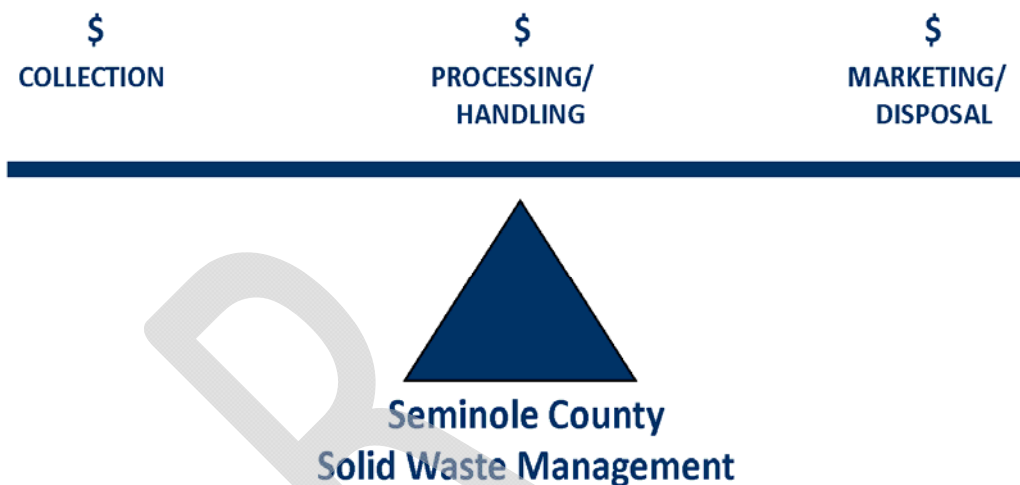 $ $ $
COLLECTION PROCESSING/ MARKETING/
HANDLING DISPOSAL
Seminole County
Solid Waste Management